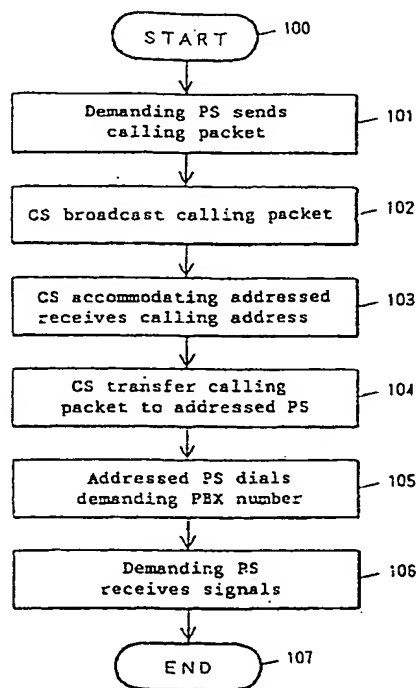 START
100
Demanding PS sends
calling packet
101
CS broadcast calling packet
102
CS accommodating addressed
receives calling address
103
CS transfer calling
packet to addressed PS
104
Addressed PS dials
demanding PBX number
105
Demanding PS
receives signals
106
END
107